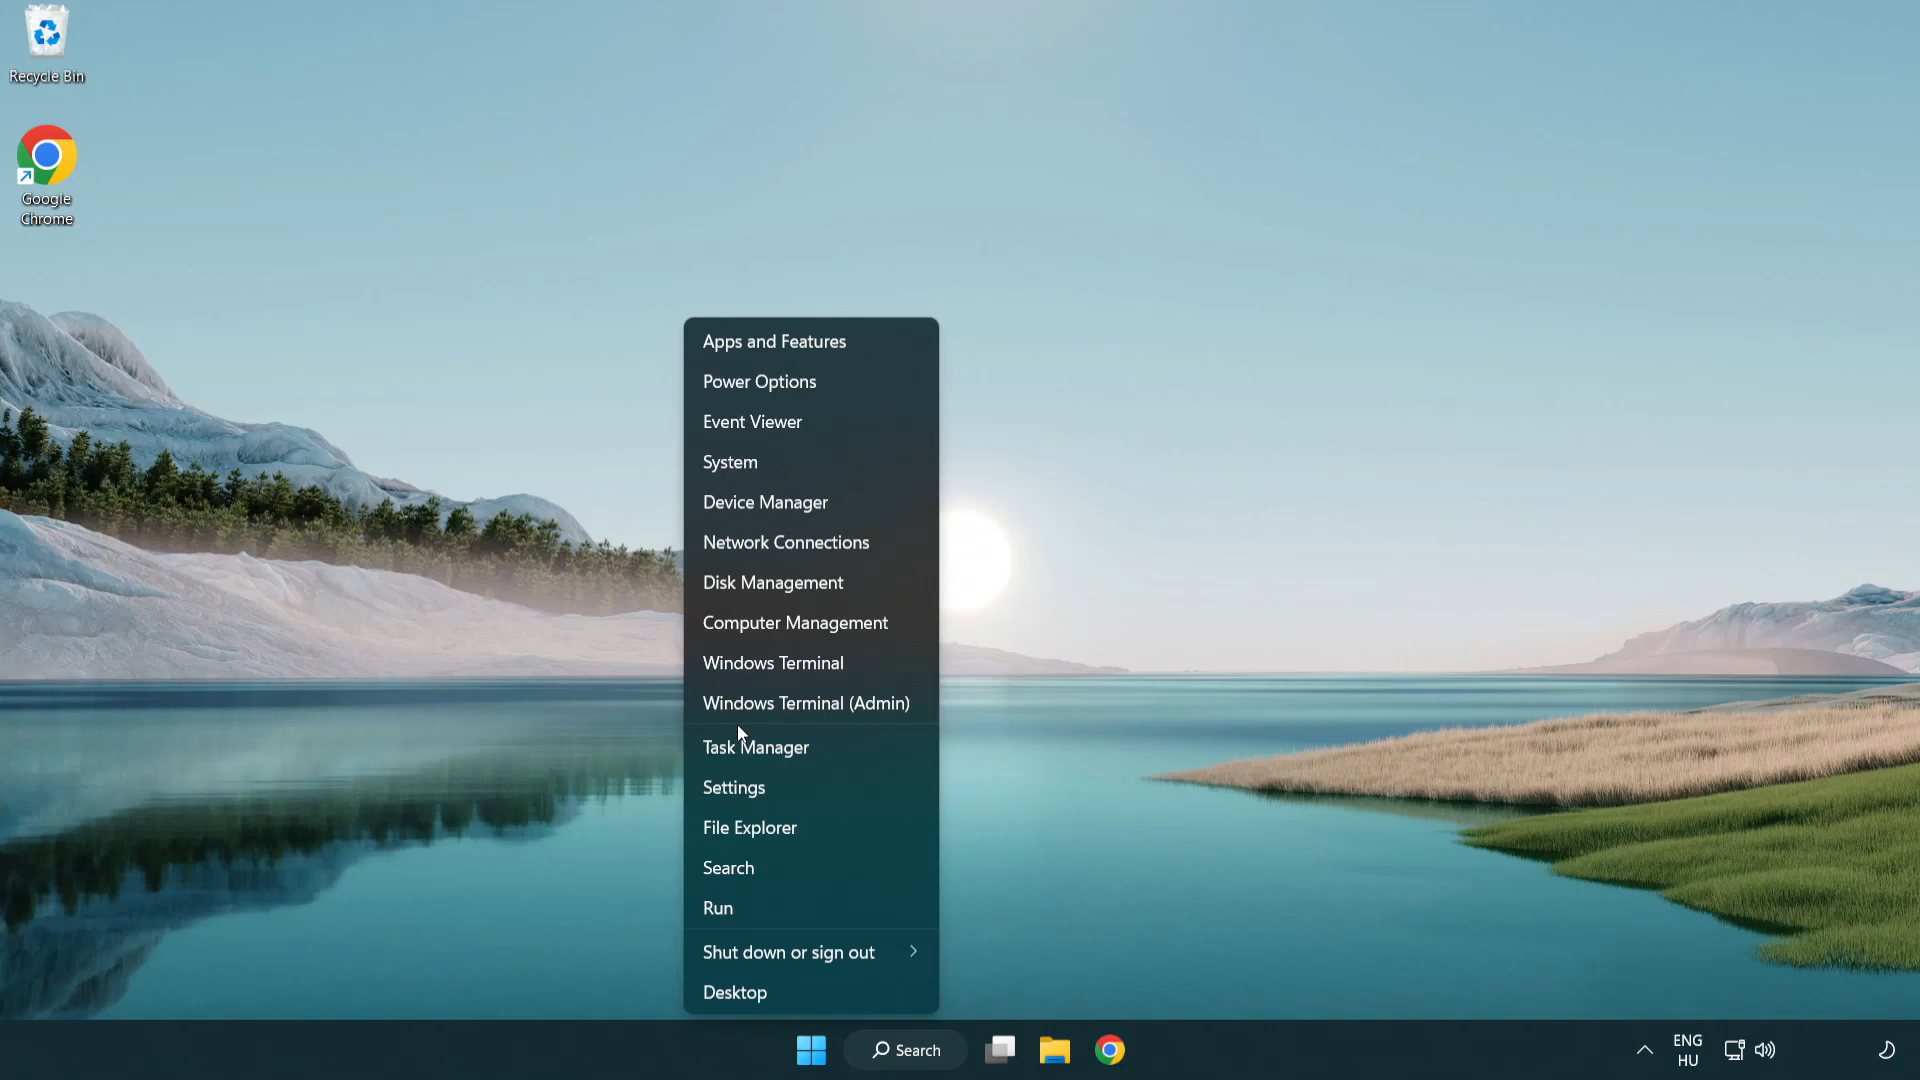 Recycle Bin
Google
Chrome
Apps and Features
Power Options
Event Viewer
System
Device Manager
Network Connections
Disk Management
Computer Management
Windows Terminal
Windows Terminal (Admin)
Task Manager
Settings
File Explorer
Search
Run
Shut down or sign out
Desktop
Search
ENG
HU